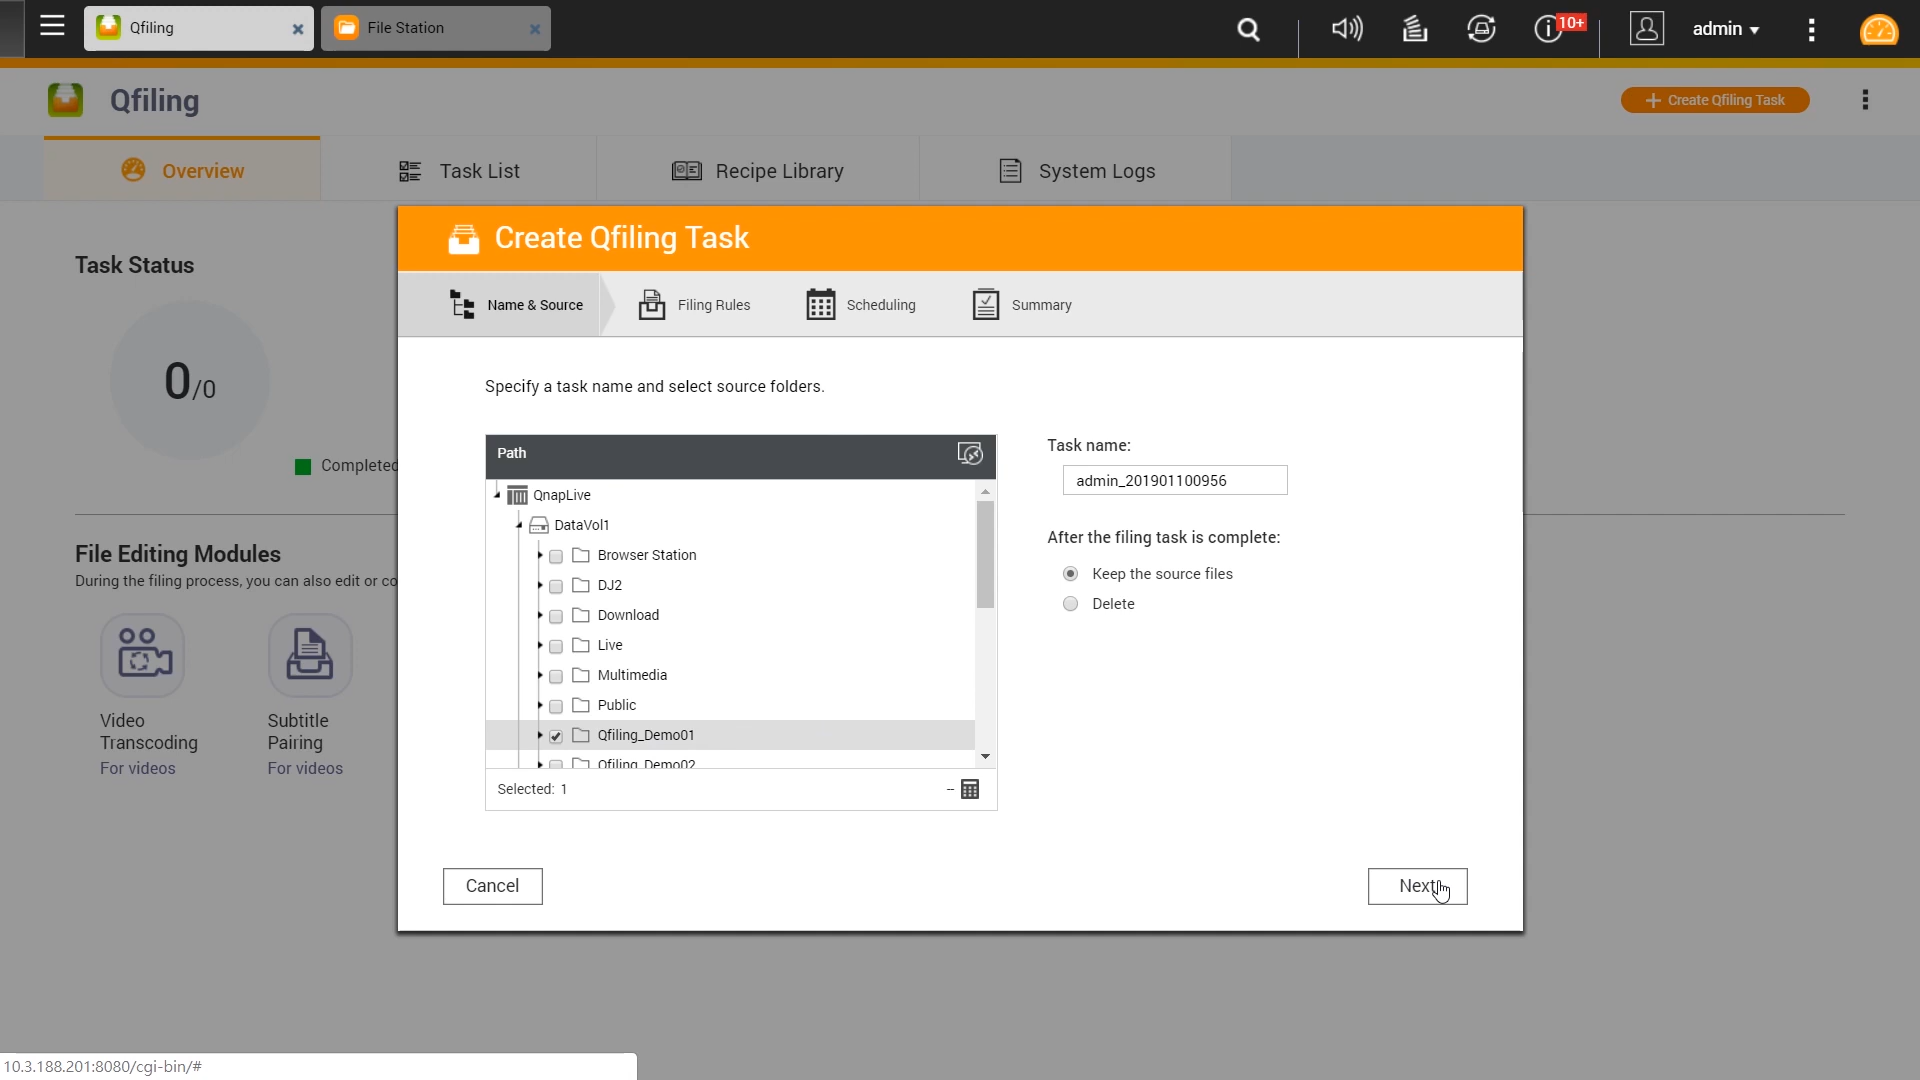 Qfiling
File Station
10+
admin
Qfiling
Create Qfiling Task
Overview
Task List
Recipe Library
System Logs
Create Qfiling Task
Name & Source
Filing Rules
Scheduling
Summary
Task Status
0/0
Completed
Specify a task name and select source folders.
Path
QnapLive
DataVol1
Browser Station
DJ2
Download
Live
Multimedia
Public
Qfiling_Demo01
Qfiling_Demo02
Selected: 1
--
Task name:
admin_201901100956
After the filing task is complete:
Keep the source files
Delete
File Editing Modules
During the filing process, you can also edit or co
Video
Transcoding
For videos
Subtitle
Pairing
For videos
Cancel
Next
10.3.188.201:8080/cgi-bin/#